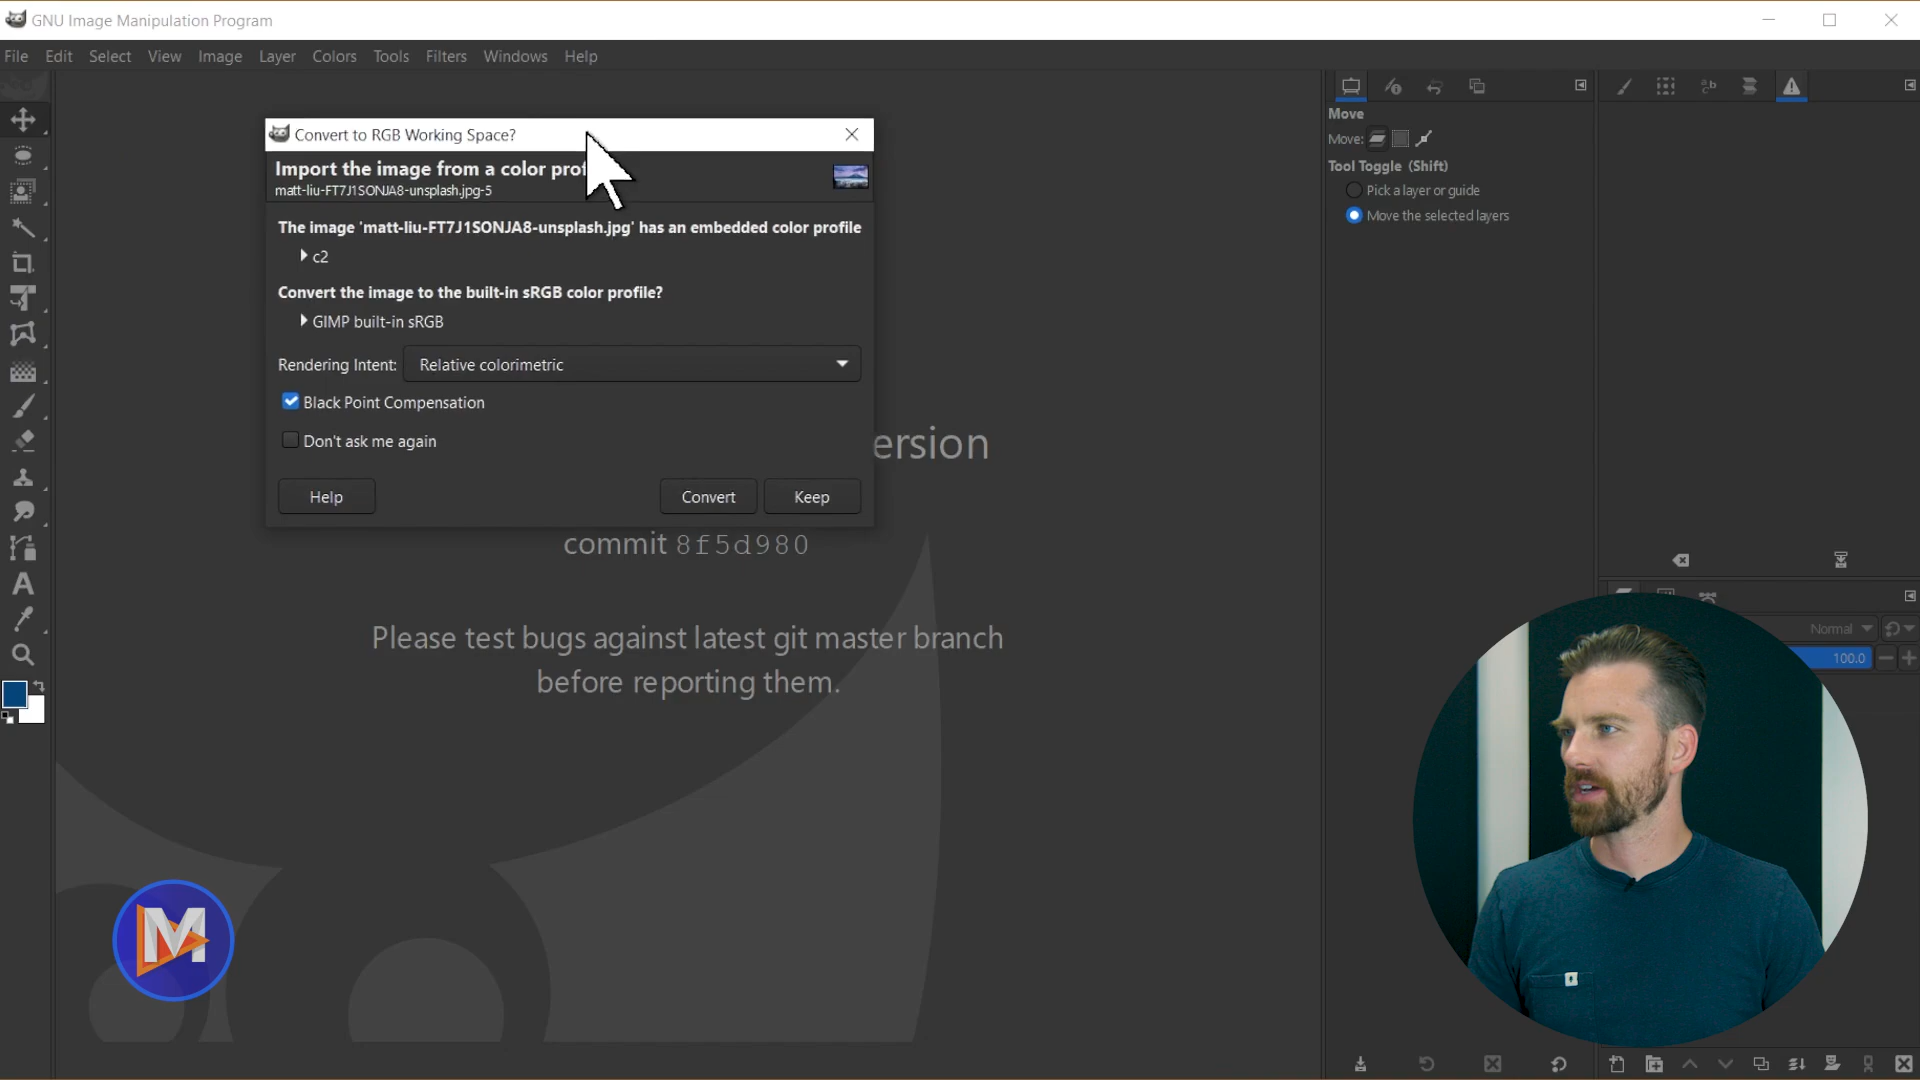 GNU Image Manipulation Program
File Edit Select View Image Layer Colors Tools Filters Windows Help
Convert to RGB Working Space?
Import the image from a color
matt-liu-FT7J1SONJA8-unsplash.jpg-5
The image 'matt-liu-FT7J1SONJA8-unsplash.jpg' has an embedded color profile
c2
Convert the image to the built-in sRGB color profile?
GIMP built-in sRGB
Rendering Intent: Relative colorimetric
Black Point Compensation
Don't ask me again
Help Convert Keep
ersion
commit 8f5d980
Please test bugs against latest git master branch
before reporting them.
Move
Move:
Tool Toggle (Shift)
Pick a layer or guide
Move the selected layers
Normal
100.0
M